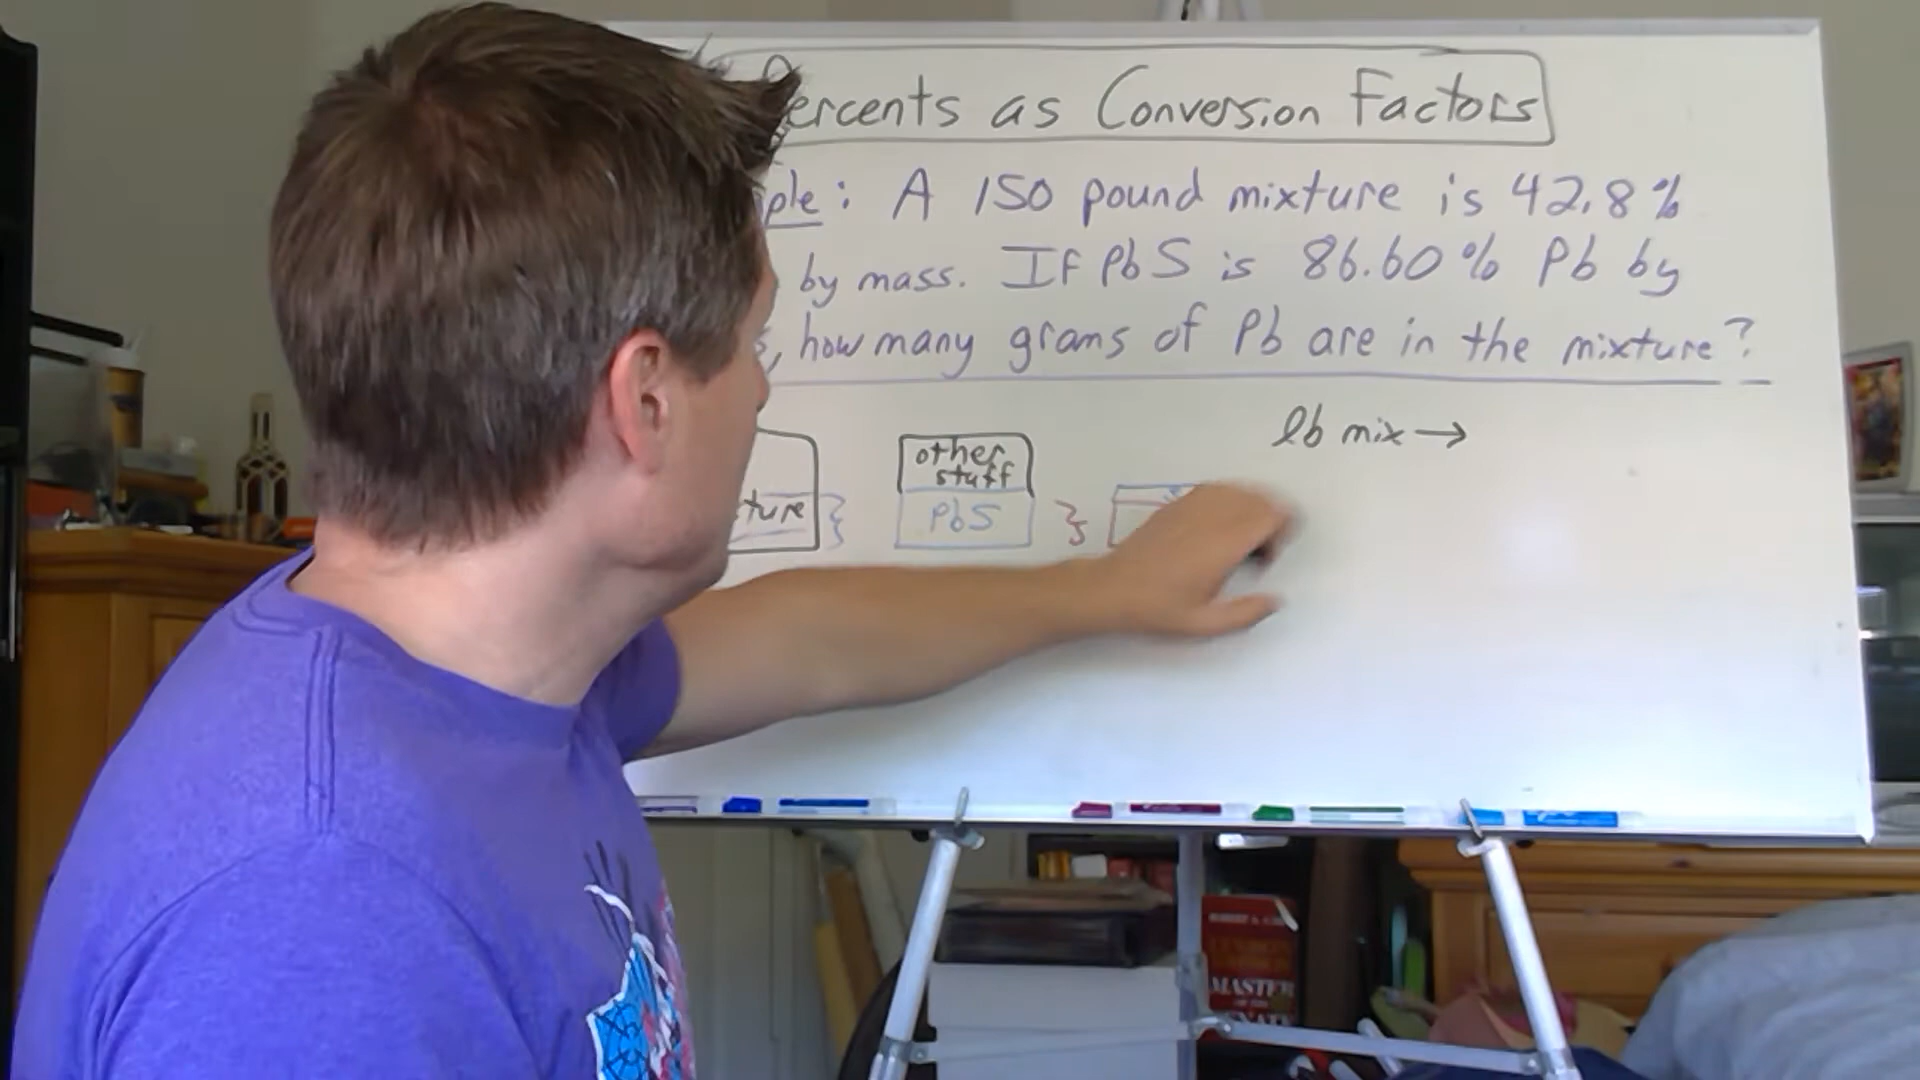 ercents as Conversion Factors
ple: A 150 pound mixture is 42.8%
by mass. If PbS is 86.60% Pb by
s, how many grams of Pb are in the mixture?
lb mix →
other
stuff
ture } PbS }
MASTER